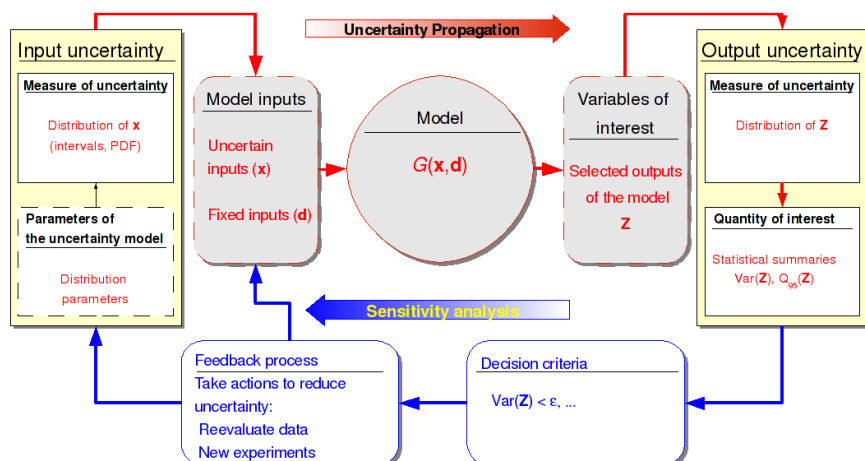 Uncertainty Propagation
Input uncertainty
Measure of uncertainty
Distribution of x
(intervals, PDF)
Parameters of
the uncertainty model
Distribution
parameters
Model inputs
Uncertain
inputs (x)
Fixed inputs (d)
Model
G(x,d)
Variables of
interest
Selected outputs
of the model
Z
Output uncertainty
Measure of uncertainty
Distribution of Z
Quantity of interest
Statistical summaries
Var(Z), Q95(Z)
Sensitivity analysis
Feedback process
Take actions to reduce
uncertainty:
Reevaluate data
New experiments
Decision criteria
Var(Z) < ε, ...